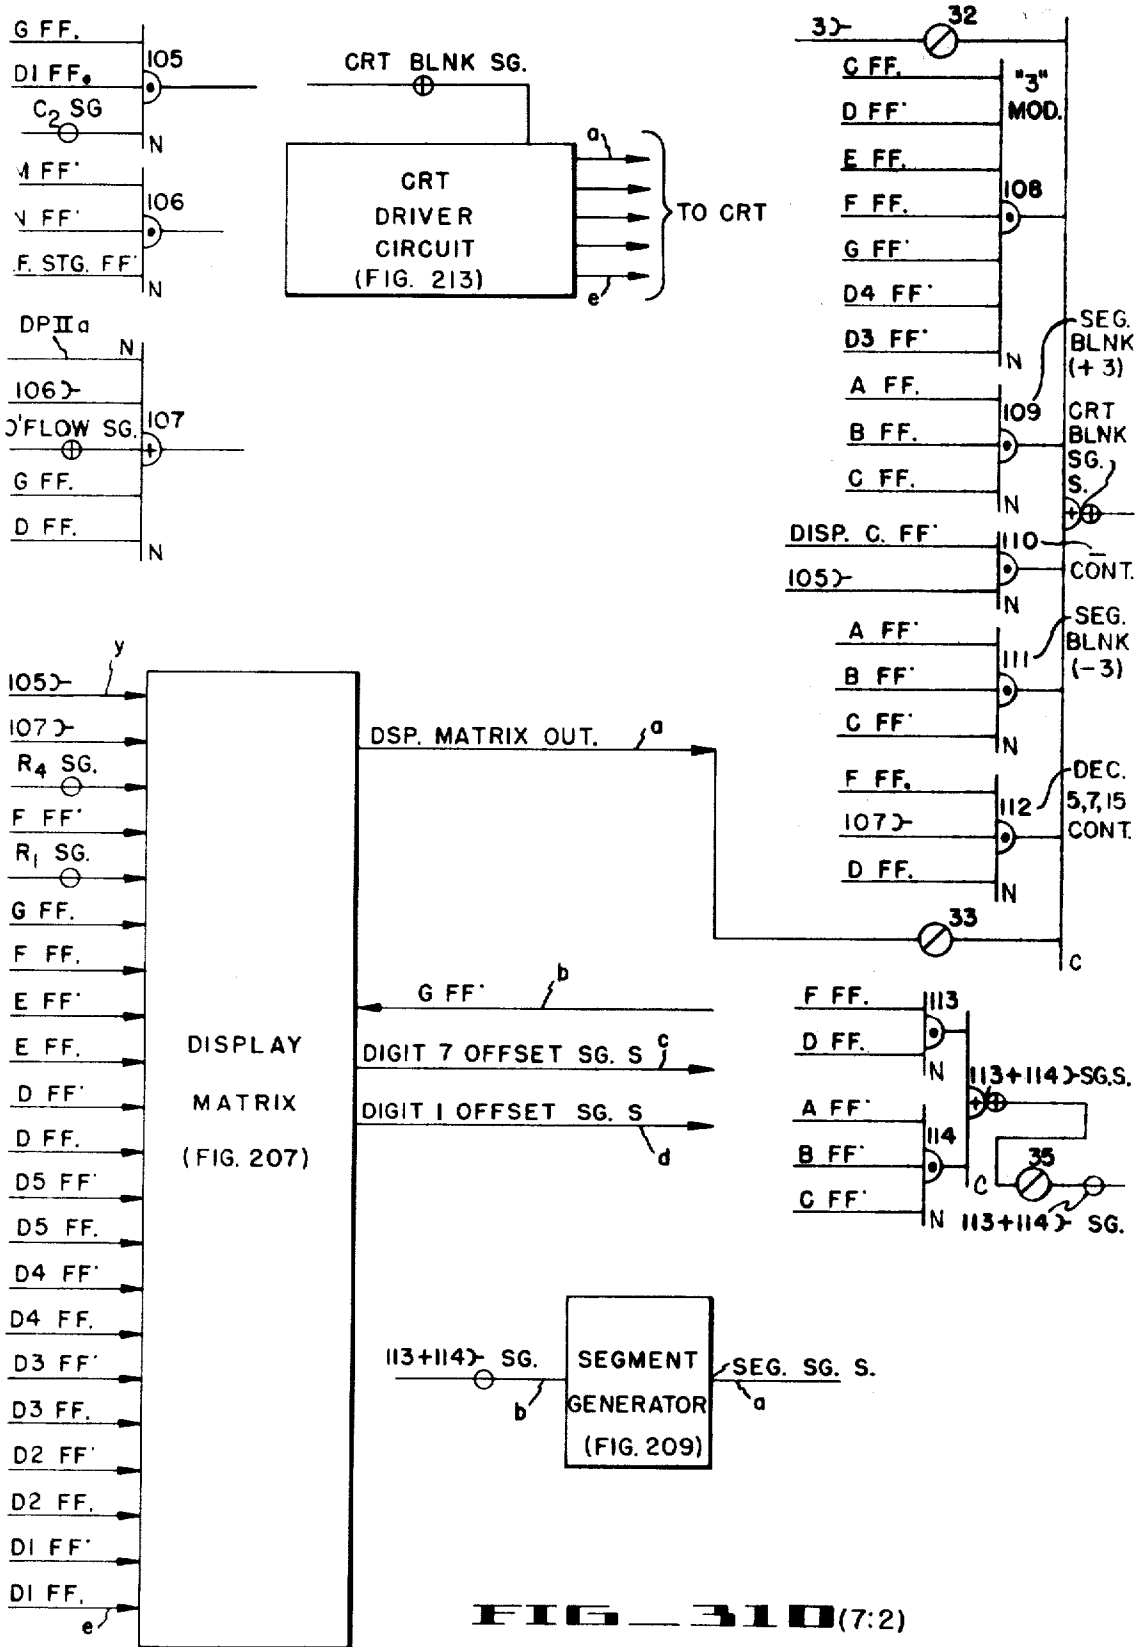 G FF.
D1 FF.
105
C2 SG
N
M FF'
106
N FF'
F. STG. FF'
N
DPIIa
N
106)-
O'FLOW SG.
107
G FF.
D FF.
N
CRT BLNK SG.
CRT
DRIVER
CIRCUIT
(FIG. 213)
a
e
TO CRT
3)-
32
C FF.
"3"
MOD.
D FF'
E FF.
F FF.
108
G FF'
D4 FF'
D3 FF'
N
SEG.
BLNK
(+3)
A FF.
109
B FF.
C FF.
N
CRT
BLNK
SG.
S.
DISP. C. FF'
110
105)-
N
CONT.
A FF'
111
B FF'
C FF'
N
SEG.
BLNK
(-3)
F FF.
112
107)-
D FF.
N
DEC.
5,7,15
CONT.
33
C
y
105)-
107)-
R4 SG.
F FF'
R1 SG.
G FF.
F FF.
E FF'
E FF.
D FF'
D FF.
D5 FF'
D5 FF.
D4 FF'
D4 FF.
D3 FF'
D3 FF.
D2 FF'
D2 FF.
D1 FF'
D1 FF.
e
DISPLAY
MATRIX
(FIG. 207)
DSP. MATRIX OUT. a
G FF' b
DIGIT 7 OFFSET SG. S c
DIGIT 1 OFFSET SG. S
d
F FF.
113
D FF.
N
113+114)-SG.S.
A FF'
114
B FF'
C FF'
N
C
35
113+114)- SG.
113+114)- SG.
b
SEGMENT
GENERATOR
(FIG. 209)
SEG. SG. S.
a
FIG_31D (7:2)